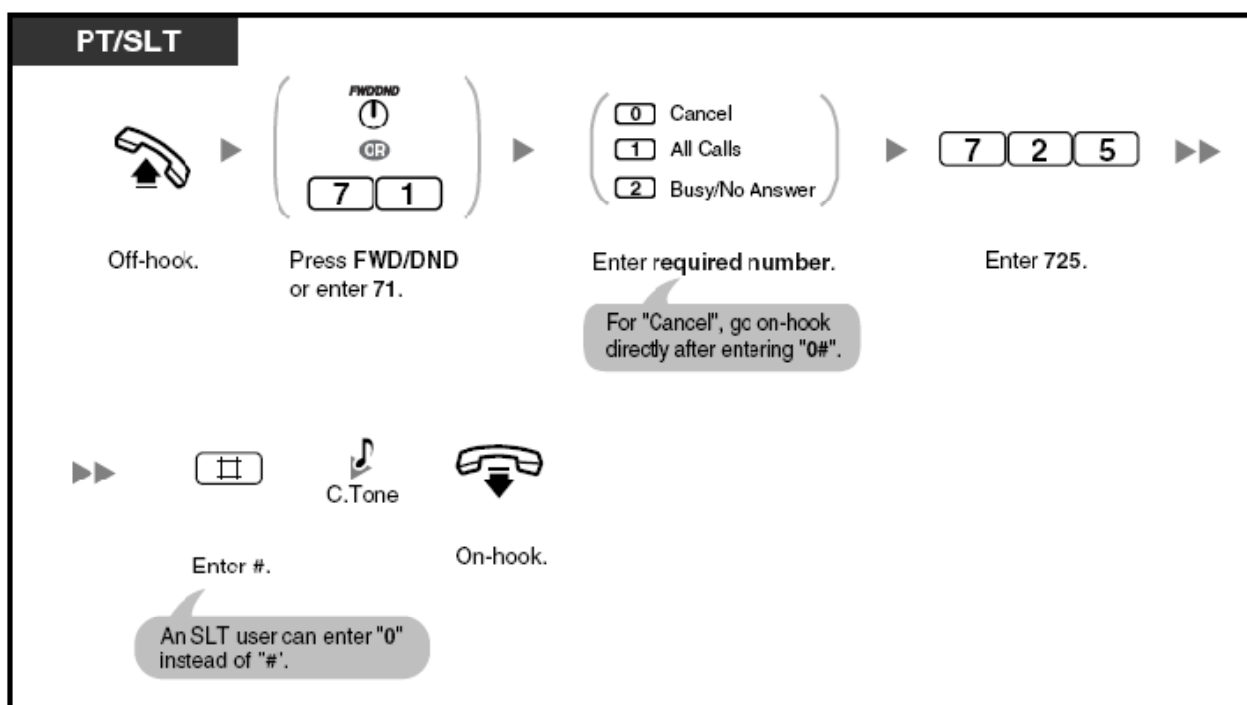 PT/SLT
FWD/DND
OR
7 1
0 Cancel
1 All Calls
2 Busy/No Answer
7 2 5
Off-hook.
Press FWD/DND
or enter 71.
Enter required number.
For "Cancel", go on-hook
directly after entering "0#".
Enter 725.
#
C.Tone
Enter #.
An SLT user can enter "0"
instead of "#'.
On-hook.